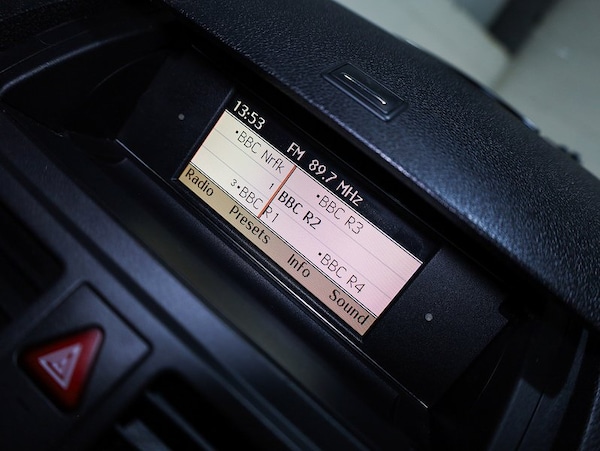 13:53
FM 89.7 MHz
•BBC Nrfk
•BBC R3
1
BBC R2
3•BBC R1
•BBC R4
Radio Presets Info Sound